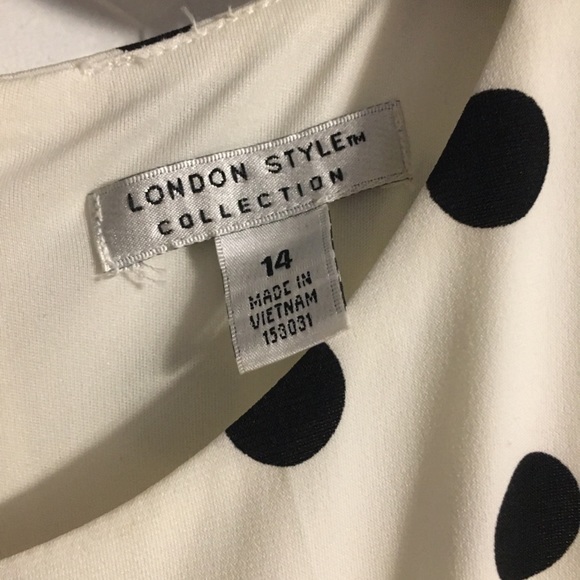 LONDON STYLE™
COLLECTION
14
MADE IN
VIETNAM
153031